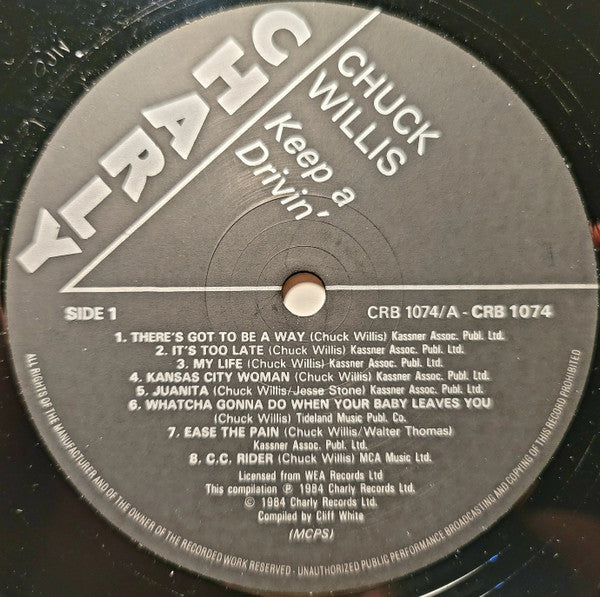 CHARLY
CHUCK
WILLIS
Keep a
Drivin'
SIDE 1
CRB 1074/A - CRB 1074
1. THERE'S GOT TO BE A WAY (Chuck Willis) Kassner Assoc. Publ. Ltd.
2. IT'S TOO LATE (Chuck Willis) Kassner Assoc. Publ. Ltd.
3. MY LIFE (Chuck Willis) Kassner Assoc. Publ. Ltd.
4. KANSAS CITY WOMAN (Chuck Willis) Kassner Assoc. Publ. Ltd.
5. JUANITA (Chuck Willis/Jesse Stone) Kassner Assoc. Publ. Ltd.
6. WHATCHA GONNA DO WHEN YOUR BABY LEAVES YOU
(Chuck Willis) Tideland Music Publ. Co.
7. EASE THE PAIN (Chuck Willis/Walter Thomas)
Kassner Assoc. Publ. Ltd.
8. C.C. RIDER (Chuck Willis) MCA Music Ltd.
Licensed from WEA Records Ltd
This compilation ℗ 1984 Charly Records Ltd.
© 1984 Charly Records Ltd.
Compiled by Cliff White
(MCPS)
ALL RIGHTS OF THE MANUFACTURER AND OF THE OWNER OF THE RECORDED WORK RESERVED - UNAUTHORIZED PUBLIC PERFORMANCE BROADCASTING AND COPYING OF THIS RECORD PROHIBITED